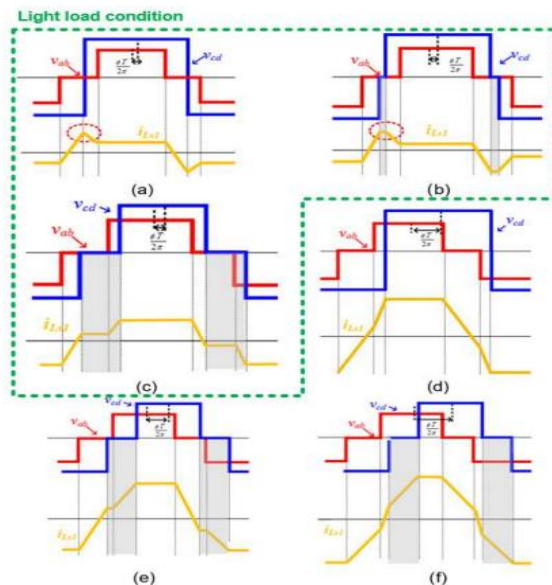 Light load condition
v_ab
v_cd
ϕT
2π
i_Ls1
(a)
v_ab
v_cd
ϕT
2π
i_Ls1
(b)
v_cd
v_ab
ϕT
2π
i_Ls1
(c)
v_ab
v_cd
ϕT
2π
i_Ls1
(d)
v_cd
v_ab
ϕT
2π
i_Ls1
(e)
v_cd
v_ab
ϕT
2π
i_Ls1
(f)